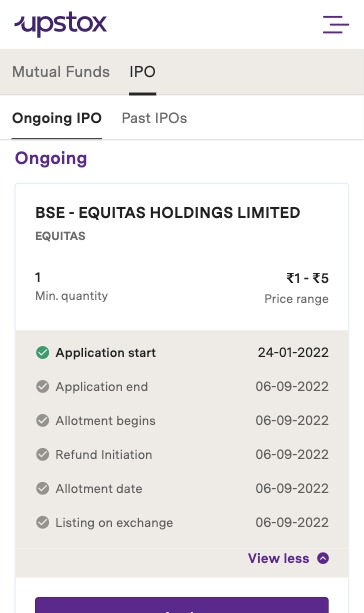 upstox
Mutual Funds IPO
Ongoing IPO Past IPOs
Ongoing
BSE - EQUITAS HOLDINGS LIMITED
EQUITAS
1 ₹1 - ₹5
Min. quantity Price range
Application start 24-01-2022
Application end 06-09-2022
Allotment begins 06-09-2022
Refund Initiation 06-09-2022
Allotment date 06-09-2022
Listing on exchange 06-09-2022
View less